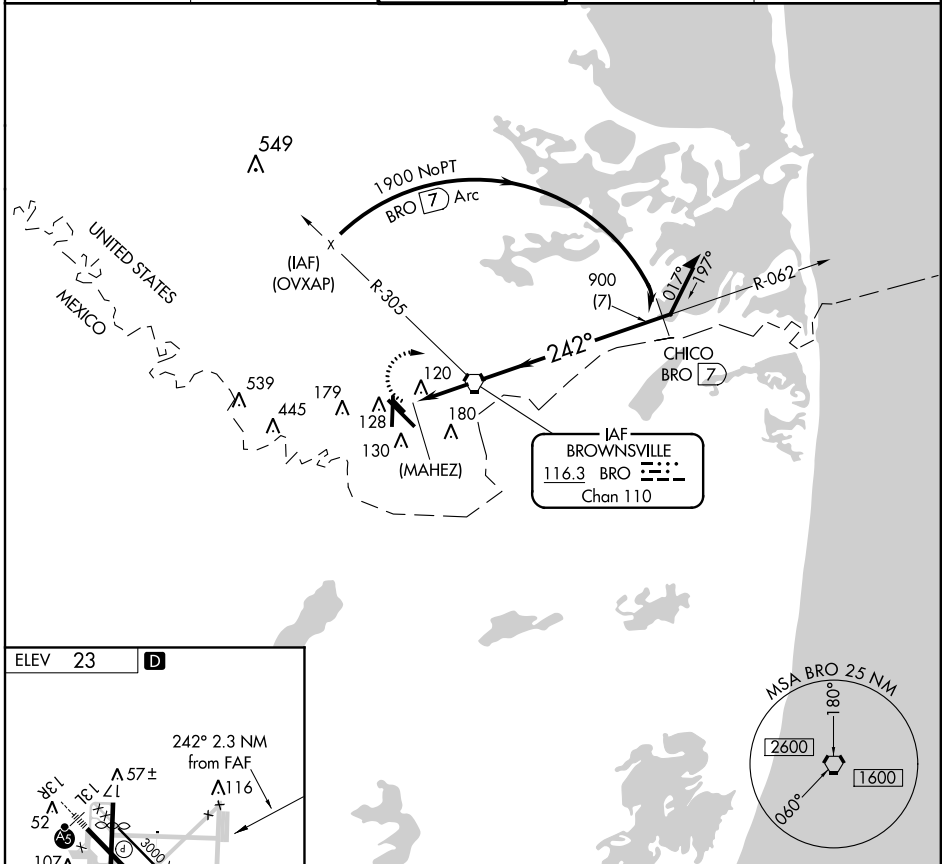 549
1900 NoPT
BRO 7 Arc
UNITED STATES
MEXICO
(IAF)
(OVXAP)
R-305
900
(7)
017°
197°
R-062
242°
CHICO
BRO 7
539
445
179
128
120
130
180
(MAHEZ)
IAF
BROWNSVILLE
116.3 BRO
Chan 110
ELEV 23 D
242° 2.3 NM
from FAF
13R
13L
17
57±
116
52
A5
P
3000
107
MSA BRO 25 NM
180°
2600
1600
060°